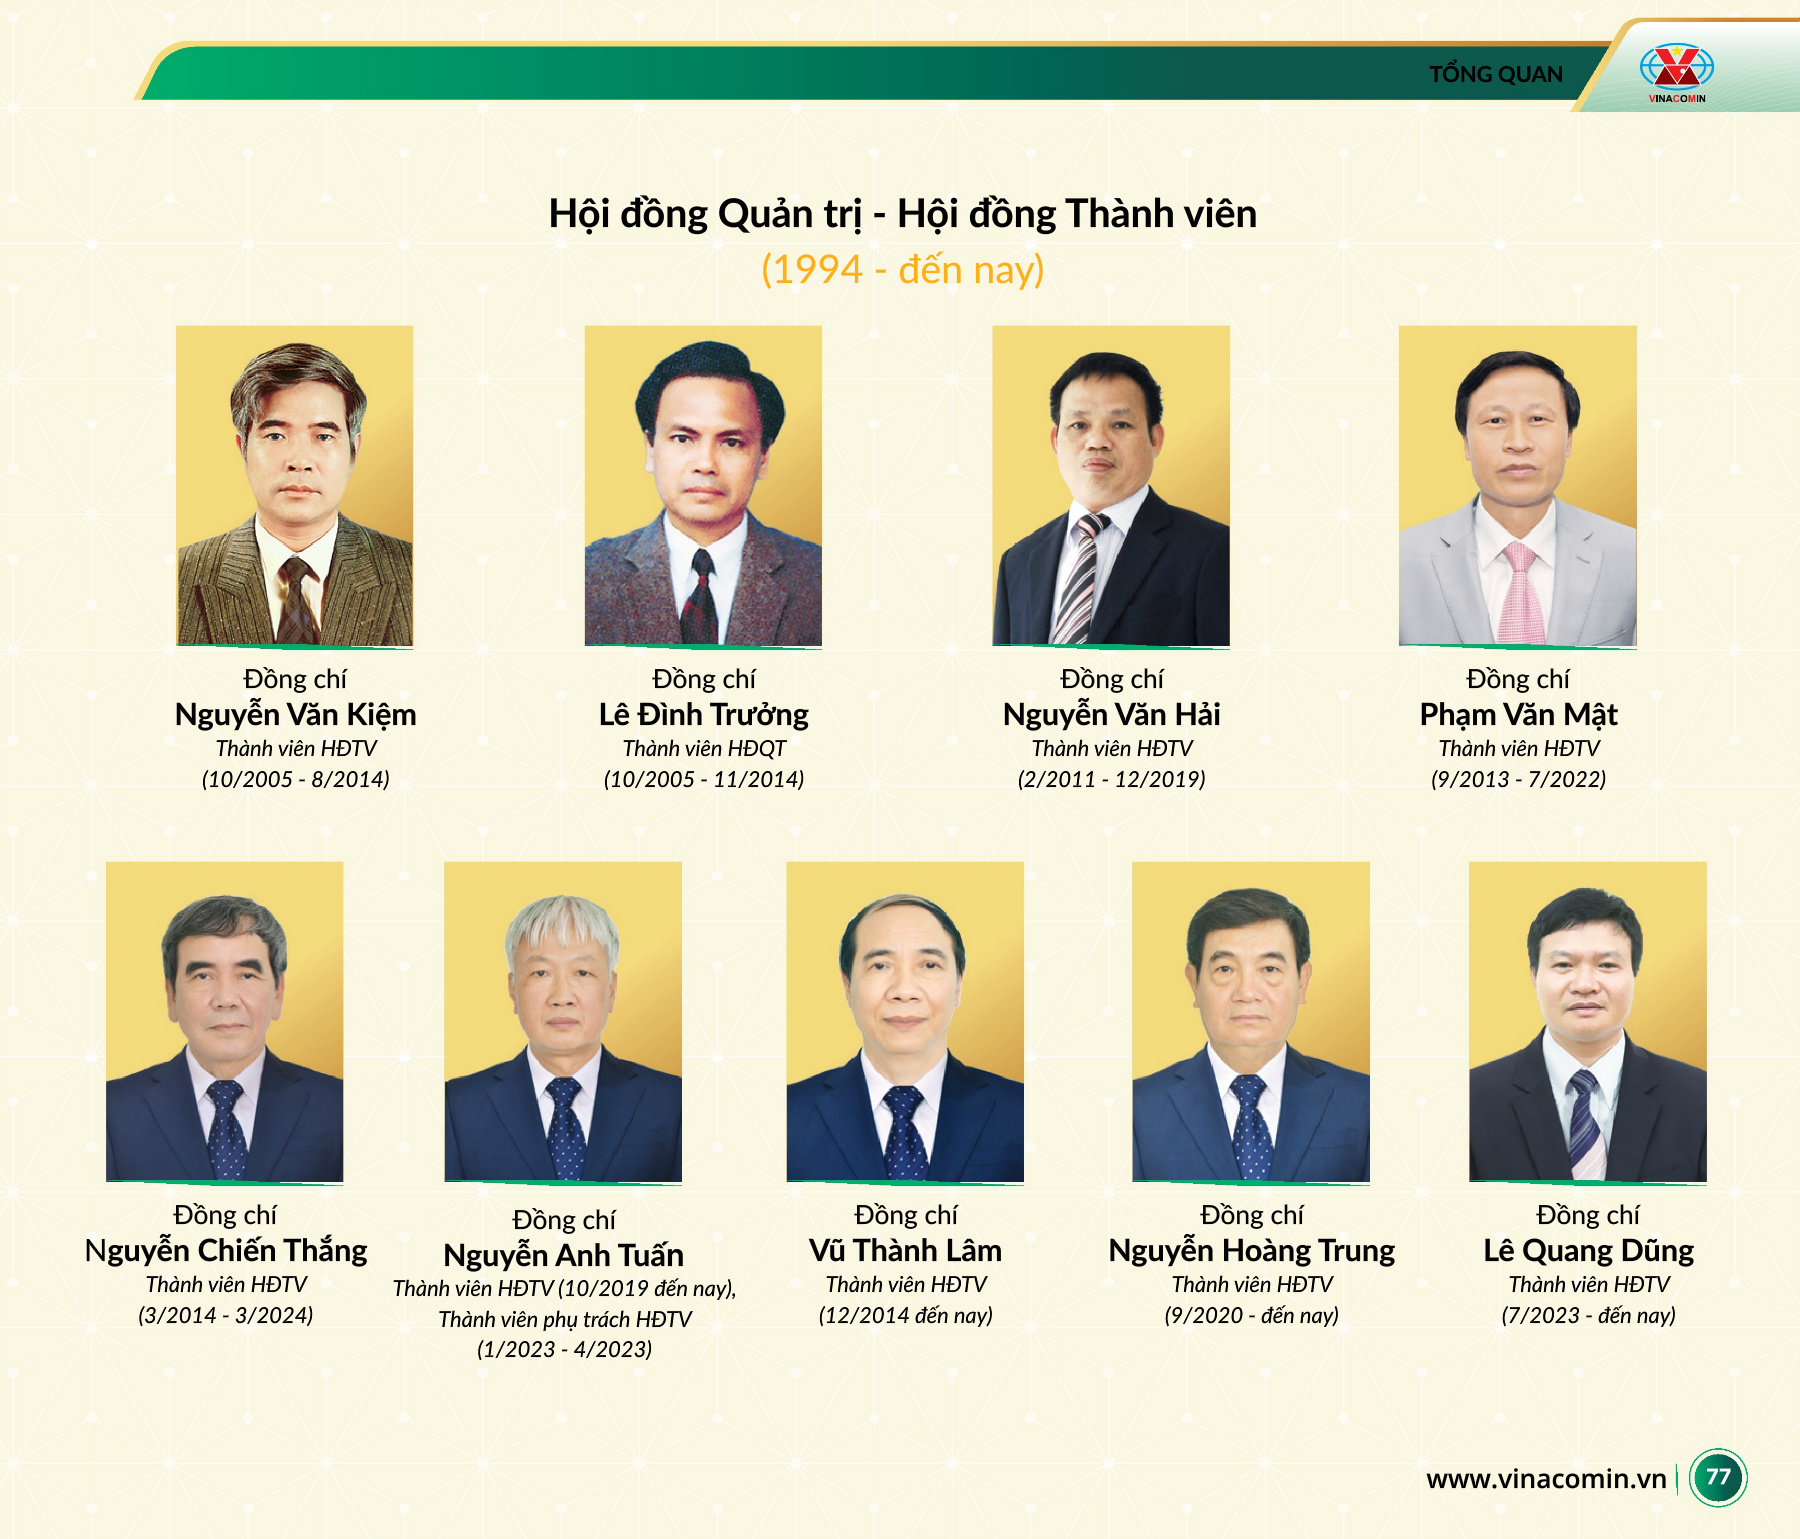 TỔNG QUAN
VINACOMIN
Hội đồng Quản trị - Hội đồng Thành viên
(1994 - đến nay)
Đồng chí
Nguyễn Văn Kiệm
Thành viên HĐTV
(10/2005 - 8/2014)
Đồng chí
Lê Đình Trưởng
Thành viên HĐQT
(10/2005 - 11/2014)
Đồng chí
Nguyễn Văn Hải
Thành viên HĐTV
(2/2011 - 12/2019)
Đồng chí
Phạm Văn Mật
Thành viên HĐTV
(9/2013 - 7/2022)
Đồng chí
Nguyễn Chiến Thắng
Thành viên HĐTV
(3/2014 - 3/2024)
Đồng chí
Nguyễn Anh Tuấn
Thành viên HĐTV (10/2019 đến nay),
Thành viên phụ trách HĐTV
(1/2023 - 4/2023)
Đồng chí
Vũ Thành Lâm
Thành viên HĐTV
(12/2014 đến nay)
Đồng chí
Nguyễn Hoàng Trung
Thành viên HĐTV
(9/2020 - đến nay)
Đồng chí
Lê Quang Dũng
Thành viên HĐTV
(7/2023 - đến nay)
www.vinacomin.vn
77